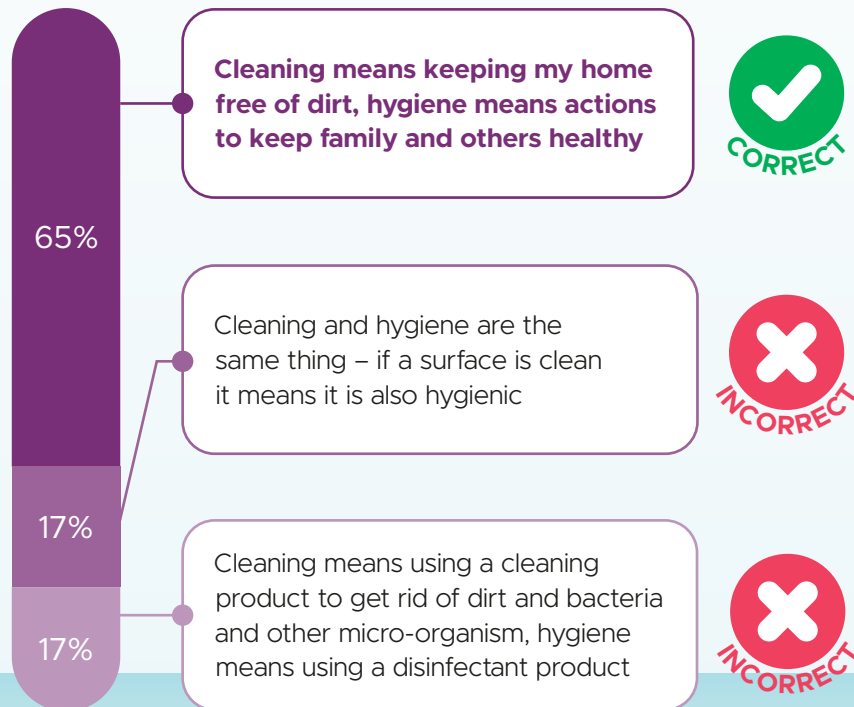 Cleaning means keeping my home
free of dirt, hygiene means actions
to keep family and others healthy
CORRECT
65%
Cleaning and hygiene are the
same thing – if a surface is clean
it means it is also hygienic
INCORRECT
17%
Cleaning means using a cleaning
product to get rid of dirt and bacteria
and other micro-organism, hygiene
means using a disinfectant product
INCORRECT
17%